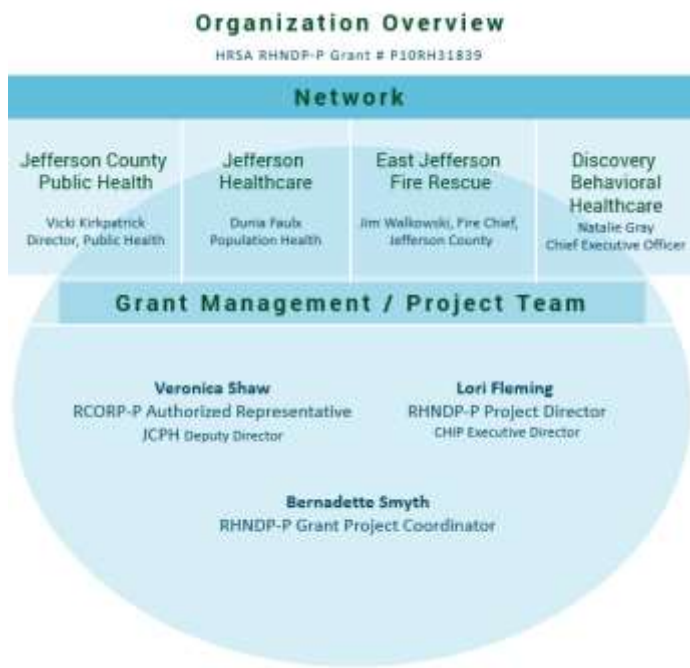 Organization Overview
HRSA RHNDP-P Grant # P10RH31839
Network
Jefferson County
Public Health
Vicki Kirkpatrick
Director, Public Health
Jefferson
Healthcare
Dunia Faulx
Population Health
East Jefferson
Fire Rescue
Jim Walkowski, Fire Chief,
Jefferson County
Discovery
Behavioral
Healthcare
Natalie Gray
Chief Executive Officer
Grant Management / Project Team
Veronica Shaw
RCORP-P Authorized Representative
JCPH Deputy Director
Lori Fleming
RHNDP-P Project Director
CHIP Executive Director
Bernadette Smyth
RHNDP-P Grant Project Coordinator